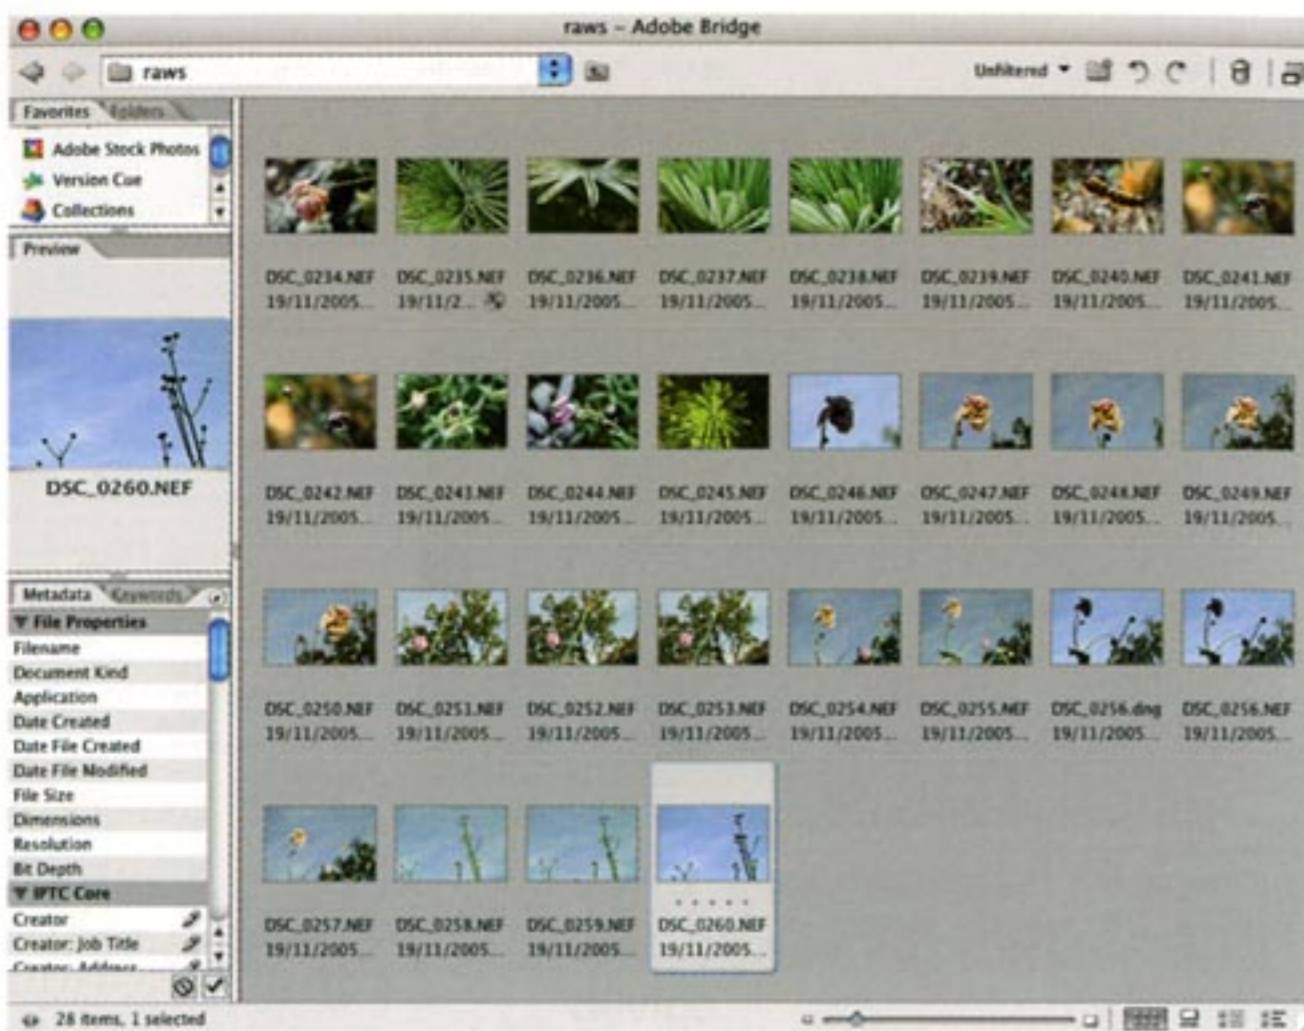 raws – Adobe Bridge
raws
Unfiltered
Favorites Folders
Adobe Stock Photos
Version Cue
Collections
Preview
DSC_0260.NEF
Metadata Keywords
File Properties
Filename
Document Kind
Application
Date Created
Date File Created
Date File Modified
File Size
Dimensions
Resolution
Bit Depth
IPTC Core
Creator
Creator: Job Title
Creator: Address
28 items, 1 selected
DSC_0234.NEF DSC_0235.NEF DSC_0236.NEF DSC_0237.NEF DSC_0238.NEF DSC_0239.NEF DSC_0240.NEF DSC_0241.NEF
19/11/2005... 19/11/2... 19/11/2005... 19/11/2005... 19/11/2005... 19/11/2005... 19/11/2005... 19/11/2005...
DSC_0242.NEF DSC_0243.NEF DSC_0244.NEF DSC_0245.NEF DSC_0246.NEF DSC_0247.NEF DSC_0248.NEF DSC_0249.NEF
19/11/2005... 19/11/2005... 19/11/2005... 19/11/2005... 19/11/2005... 19/11/2005... 19/11/2005... 19/11/2005...
DSC_0250.NEF DSC_0251.NEF DSC_0252.NEF DSC_0253.NEF DSC_0254.NEF DSC_0255.NEF DSC_0256.dng DSC_0256.NEF
19/11/2005... 19/11/2005... 19/11/2005... 19/11/2005... 19/11/2005... 19/11/2005... 19/11/2005... 19/11/2005...
DSC_0257.NEF DSC_0258.NEF DSC_0259.NEF DSC_0260.NEF
19/11/2005... 19/11/2005... 19/11/2005... 19/11/2005...